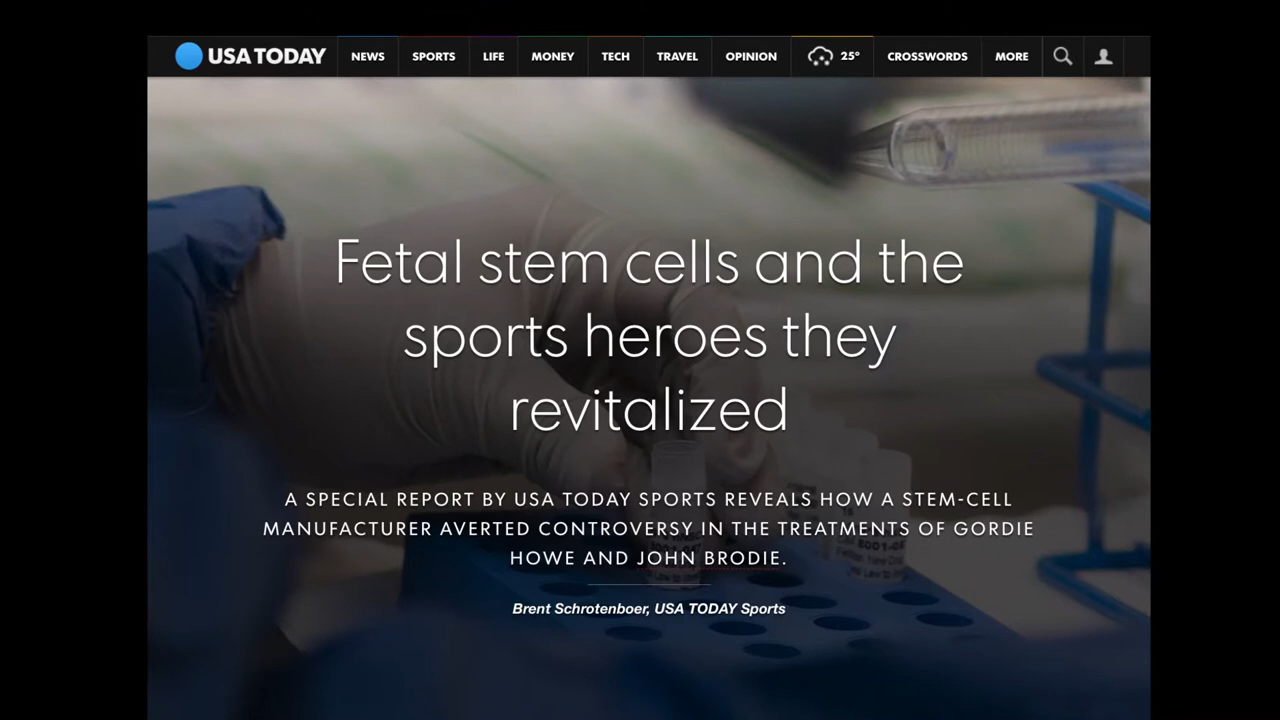 USA TODAY NEWS SPORTS LIFE MONEY TECH TRAVEL OPINION 25° CROSSWORDS MORE
Fetal stem cells and the
sports heroes they
revitalized
A SPECIAL REPORT BY USA TODAY SPORTS REVEALS HOW A STEM-CELL
MANUFACTURER AVERTED CONTROVERSY IN THE TREATMENTS OF GORDIE
HOWE AND JOHN BRODIE.
Brent Schrotenboer, USA TODAY Sports